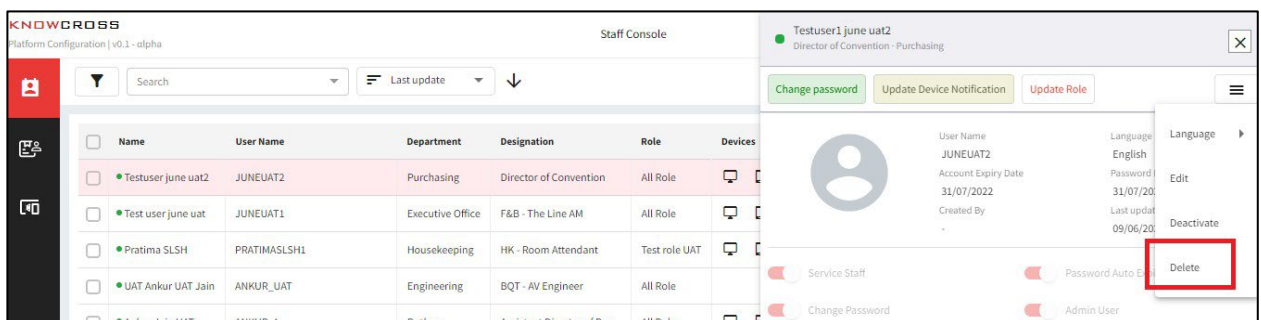 KNOWCROSS
Platform Configuration | v0.1 - alpha
Staff Console
Testuser1 june uat2
Director of Convention - Purchasing
Search
Last update
Change password
Update Device Notification
Update Role
Name User Name Department Designation Role Devices
Testuser june uat2 JUNEUAT2 Purchasing Director of Convention All Role
Test user june uat JUNEUAT1 Executive Office F&B - The Line AM All Role
Pratima SLSH PRATIMASLSH1 Housekeeping HK - Room Attendant Test role UAT
UAT Ankur UAT Jain ANKUR_UAT Engineering BQT - AV Engineer All Role
User Name
JUNEUAT2
Account Expiry Date
31/07/2022
Created By
-
Language
English
Password
31/07/20
Last updat
09/06/20
Language
Edit
Deactivate
Delete
Service Staff
Password Auto
Change Password
Admin User